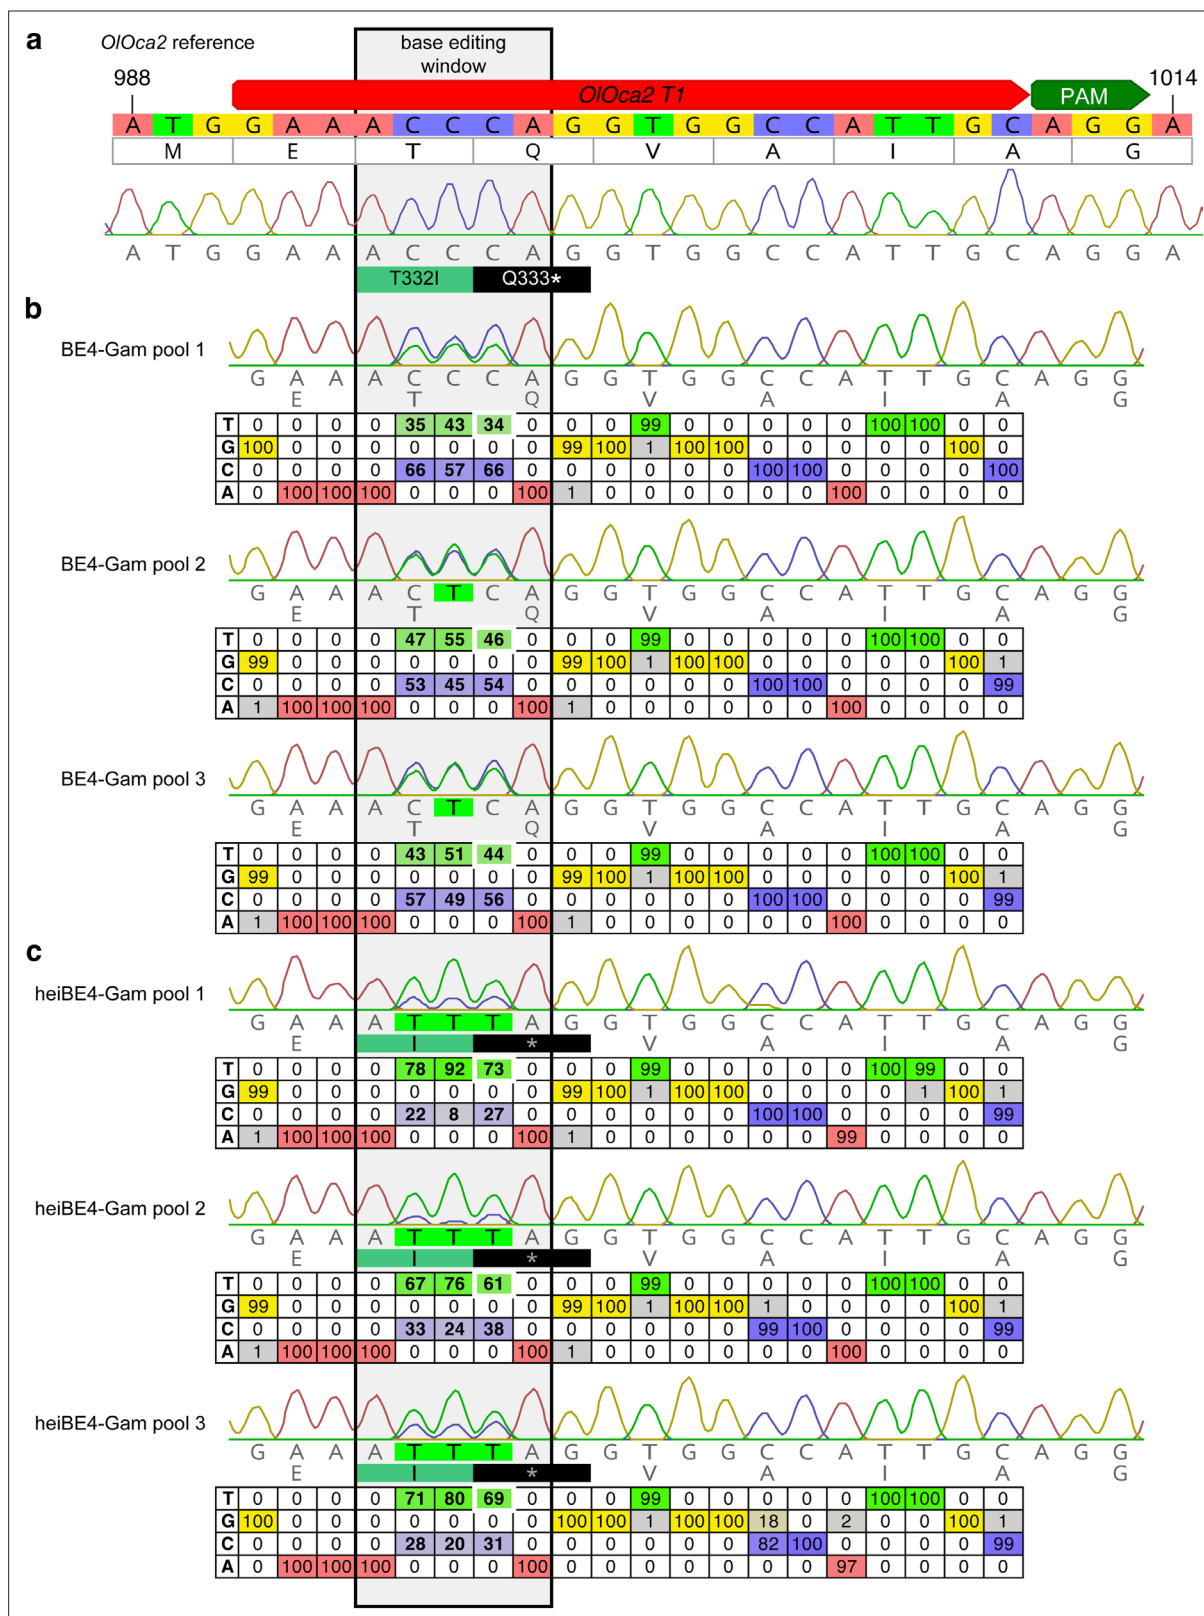 a
OlOca2 reference
base editing
window
988
1014
OlOca2 T1
PAM
A T G G A A A C C C A G G T G G C C A T T G C A G G A
M E T Q V A I A G
A T G G A A A C C C A G G T G G C C A T T G C A G G A
T332I Q333*
b
BE4-Gam pool 1
G A A A C C C A G G T G G C C A T T G C A G G
E T Q V A I A G
T 0 0 0 0 35 43 34 0 0 0 99 0 0 0 0 0 100 100 0 0
G 100 0 0 0 0 0 0 0 99 100 1 100 100 0 0 0 0 0 100 0
C 0 0 0 0 66 57 66 0 0 0 0 0 0 100 100 0 0 0 0 100
A 0 100 100 100 0 0 0 100 1 0 0 0 0 0 0 100 0 0 0 0
BE4-Gam pool 2
G A A A C T C A G G T G G C C A T T G C A G G
E T Q V A I A G
T 0 0 0 0 47 55 46 0 0 0 99 0 0 0 0 0 100 100 0 0
G 99 0 0 0 0 0 0 0 99 100 1 100 100 0 0 0 0 0 100 1
C 0 0 0 0 53 45 54 0 0 0 0 0 0 100 100 0 0 0 0 99
A 1 100 100 100 0 0 0 100 1 0 0 0 0 0 0 100 0 0 0 0
BE4-Gam pool 3
G A A A C T C A G G T G G C C A T T G C A G G
E T Q V A I A G
T 0 0 0 0 43 51 44 0 0 0 99 0 0 0 0 0 100 100 0 0
G 99 0 0 0 0 0 0 0 99 100 1 100 100 0 0 0 0 0 100 1
C 0 0 0 0 57 49 56 0 0 0 0 0 0 100 100 0 0 0 0 99
A 1 100 100 100 0 0 0 100 1 0 0 0 0 0 0 100 0 0 0 0
c
heiBE4-Gam pool 1
G A A A T T T A G G T G G C C A T T G C A G G
E I * V A I A G
T 0 0 0 0 78 92 73 0 0 0 99 0 0 0 0 0 100 99 0 0
G 99 0 0 0 0 0 0 0 99 100 1 100 100 0 0 0 0 1 100 1
C 0 0 0 0 22 8 27 0 0 0 0 0 0 100 100 0 0 0 0 99
A 1 100 100 100 0 0 0 100 1 0 0 0 0 0 0 99 0 0 0 0
heiBE4-Gam pool 2
G A A A T T T A G G T G G C C A T T G C A G G
E I * V A I A G
T 0 0 0 0 67 76 61 0 0 0 99 0 0 0 0 0 100 100 0 0
G 99 0 0 0 0 0 0 0 99 100 1 100 100 1 0 0 0 0 100 1
C 0 0 0 0 33 24 38 0 0 0 0 0 0 99 100 0 0 0 0 99
A 1 100 100 100 0 0 0 100 1 0 0 0 0 0 0 100 0 0 0 0
heiBE4-Gam pool 3
G A A A T T T A G G T G G C C A T T G C A G G
E I * V A I A G
T 0 0 0 0 71 80 69 0 0 0 99 0 0 0 0 0 100 100 0 0
G 100 0 0 0 0 0 0 0 100 100 1 100 100 18 0 2 0 0 100 1
C 0 0 0 0 28 20 31 0 0 0 0 0 0 82 100 0 0 0 0 99
A 0 100 100 100 0 0 0 100 0 0 0 0 0 0 0 97 0 0 0 0